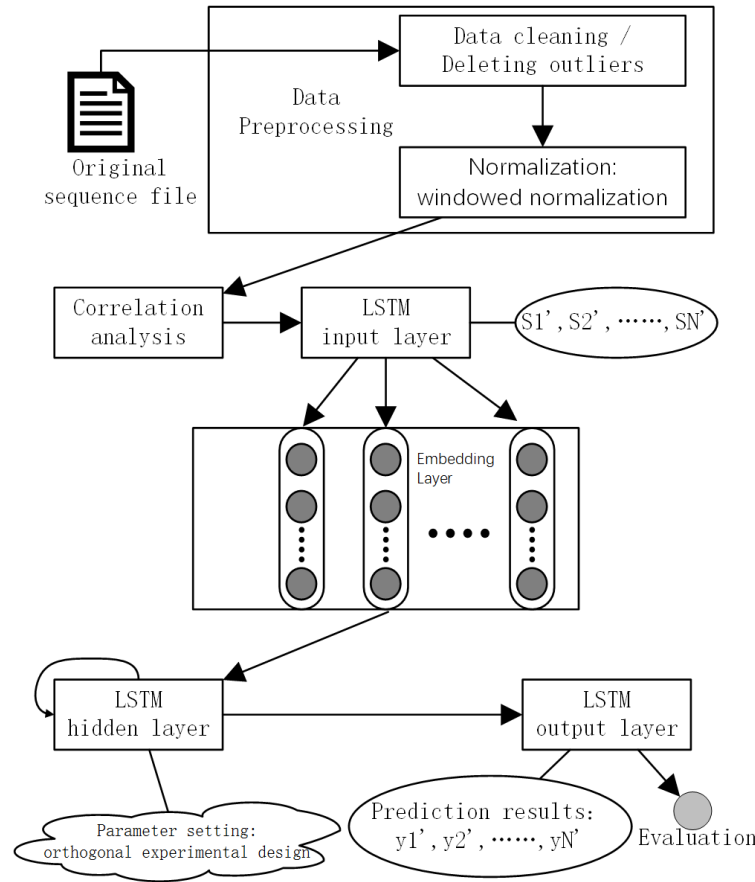 Data cleaning /
Deleting outliers
Data
Preprocessing
Original
sequence file
Normalization:
windowed normalization
Correlation
analysis
LSTM
input layer
S1',S2',……,SN'
Embedding
Layer
LSTM
hidden layer
LSTM
output layer
Parameter setting:
orthogonal experimental design
Prediction results:
y1',y2',……,yN'
Evaluation